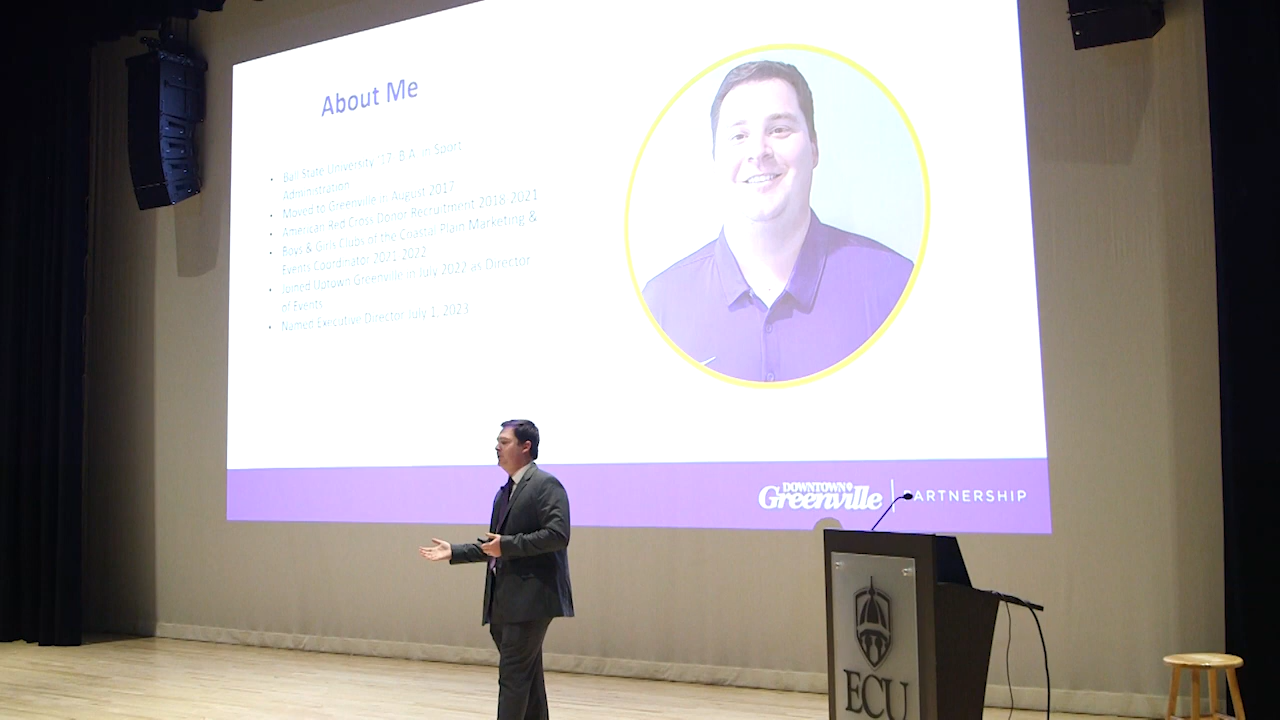 About Me
• Ball State University '17 B.A. in Sport
Administration
• Moved to Greenville in August 2017
• American Red Cross Donor Recruitment 2018-2021
• Boys & Girls Clubs of the Coastal Plain Marketing &
Events Coordinator 2021-2022
• Joined Uptown Greenville in July 2022 as Director
of Events
• Named Executive Director July 1, 2023
DOWNTOWN
Greenville
PARTNERSHIP
ECU